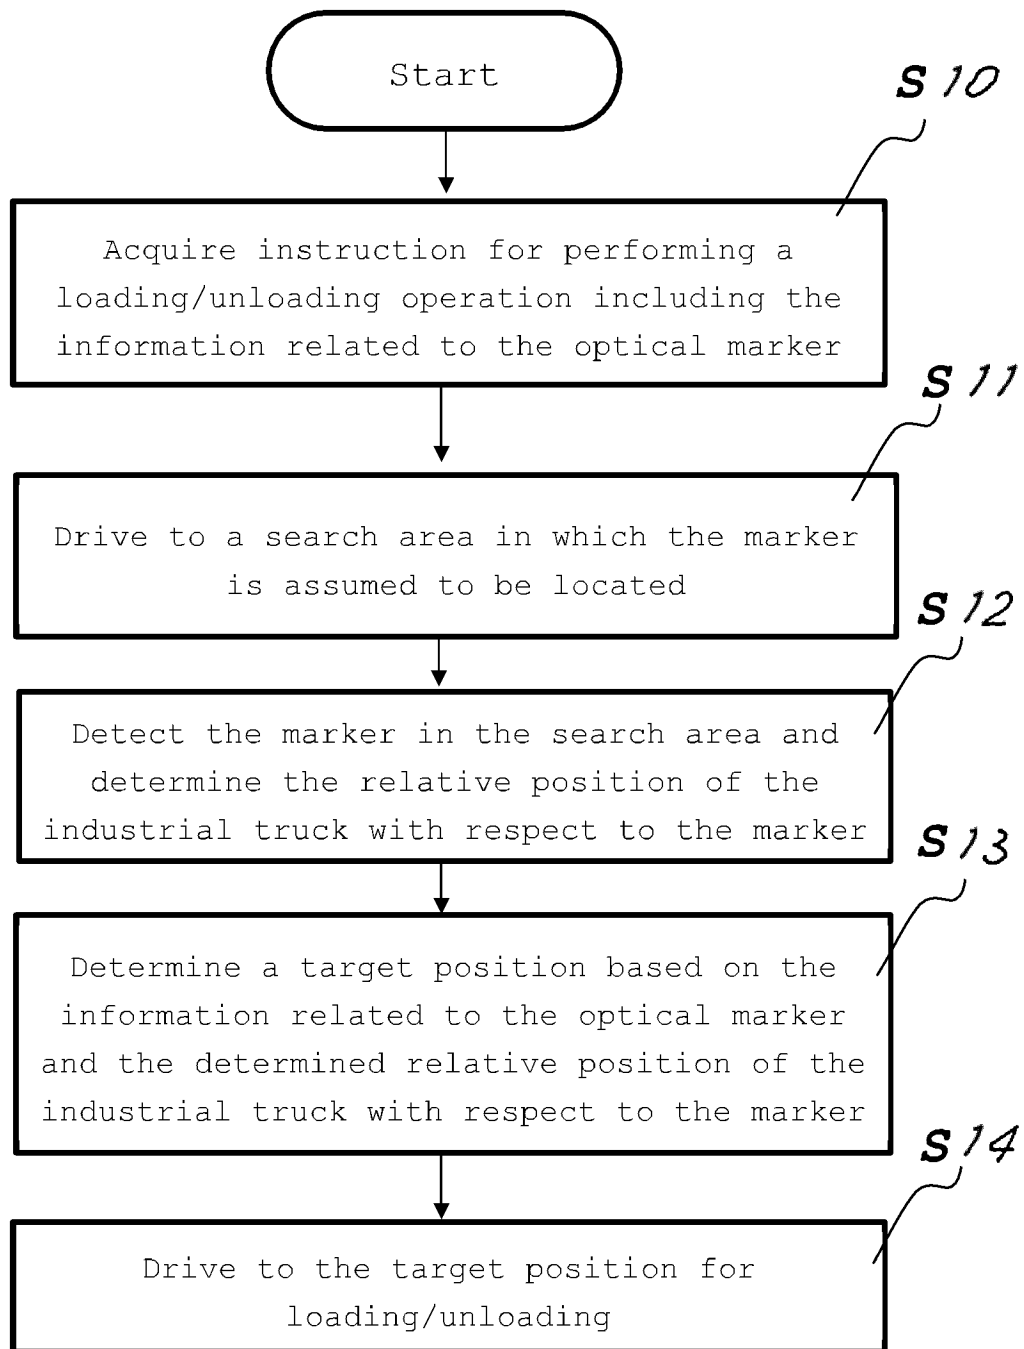 Start
S10
Acquire instruction for performing a
loading/unloading operation including the
information related to the optical marker
S11
Drive to a search area in which the marker
is assumed to be located
S12
Detect the marker in the search area and
determine the relative position of the
industrial truck with respect to the marker
S13
Determine a target position based on the
information related to the optical marker
and the determined relative position of the
industrial truck with respect to the marker
S14
Drive to the target position for
loading/unloading